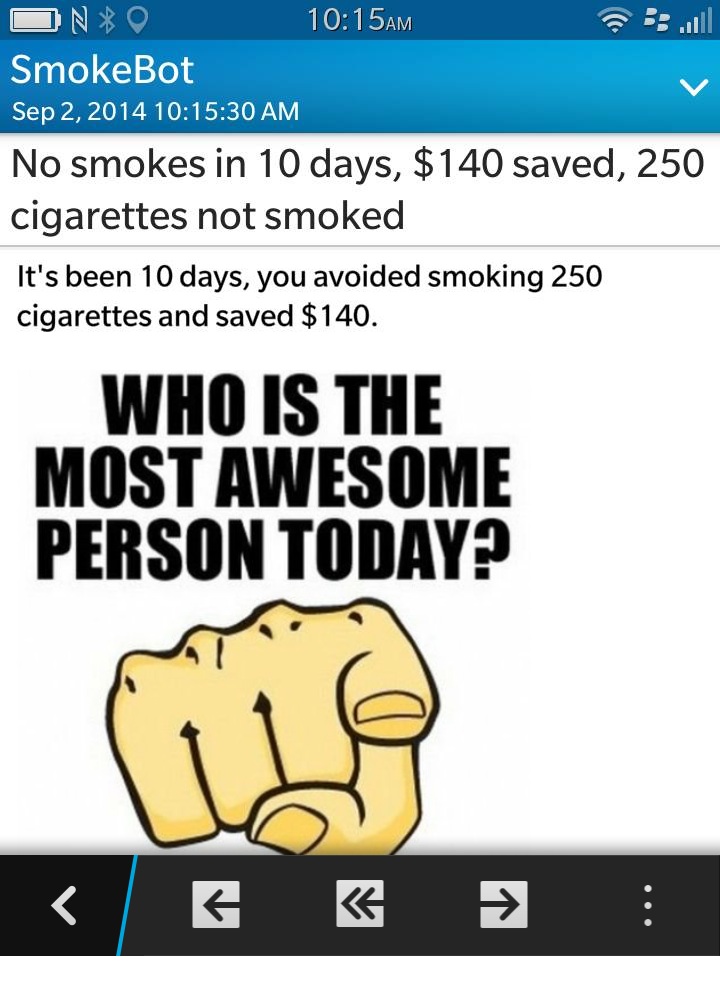 10:15AM
SmokeBot
Sep 2, 2014 10:15:30 AM
No smokes in 10 days, $140 saved, 250
cigarettes not smoked
It's been 10 days, you avoided smoking 250
cigarettes and saved $140.
WHO IS THE
MOST AWESOME
PERSON TODAY?